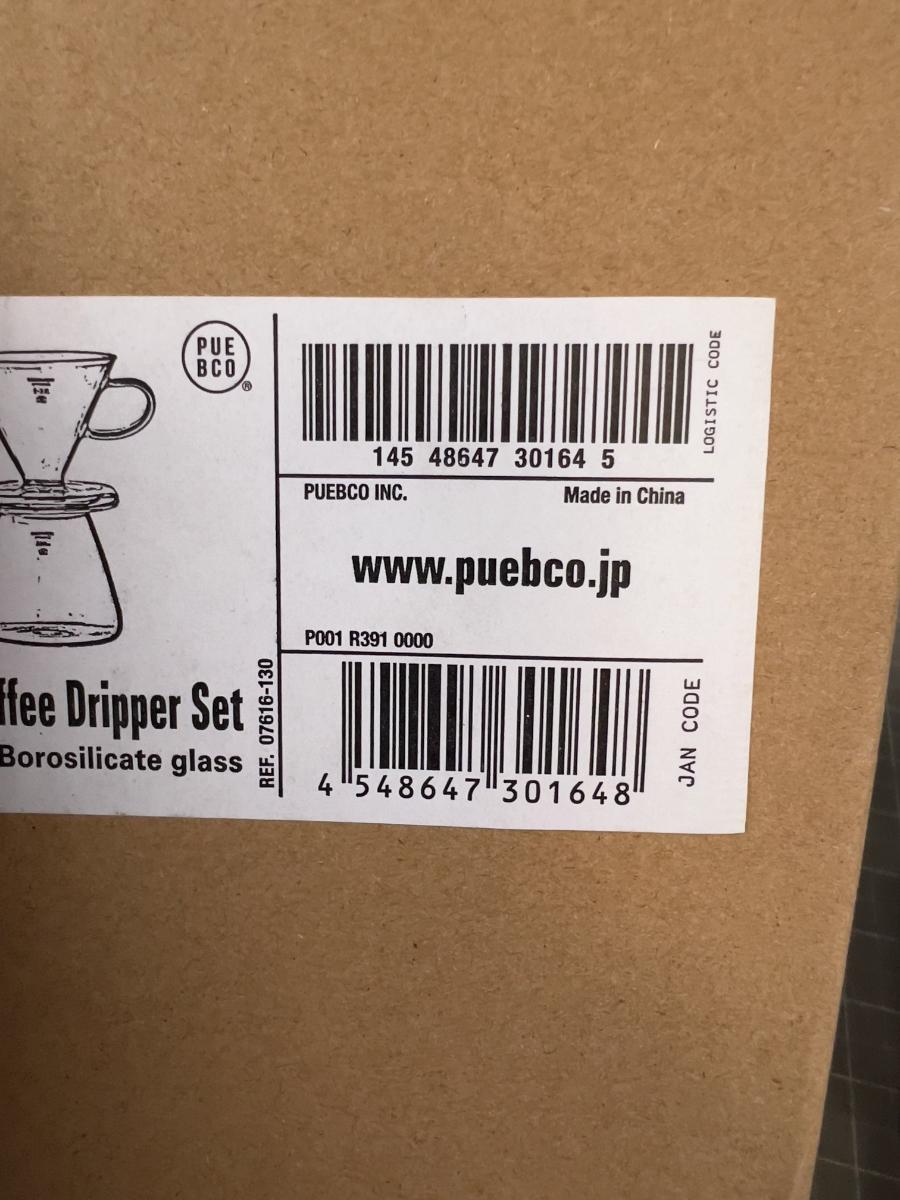 PUE
BCO
®
ffee Dripper Set
Borosilicate glass
REF. 07616-130
145 48647 30164 5
LOGISTIC CODE
PUEBCO INC.
Made in China
www.puebco.jp
P001 R391 0000
4 548647 301648
JAN CODE